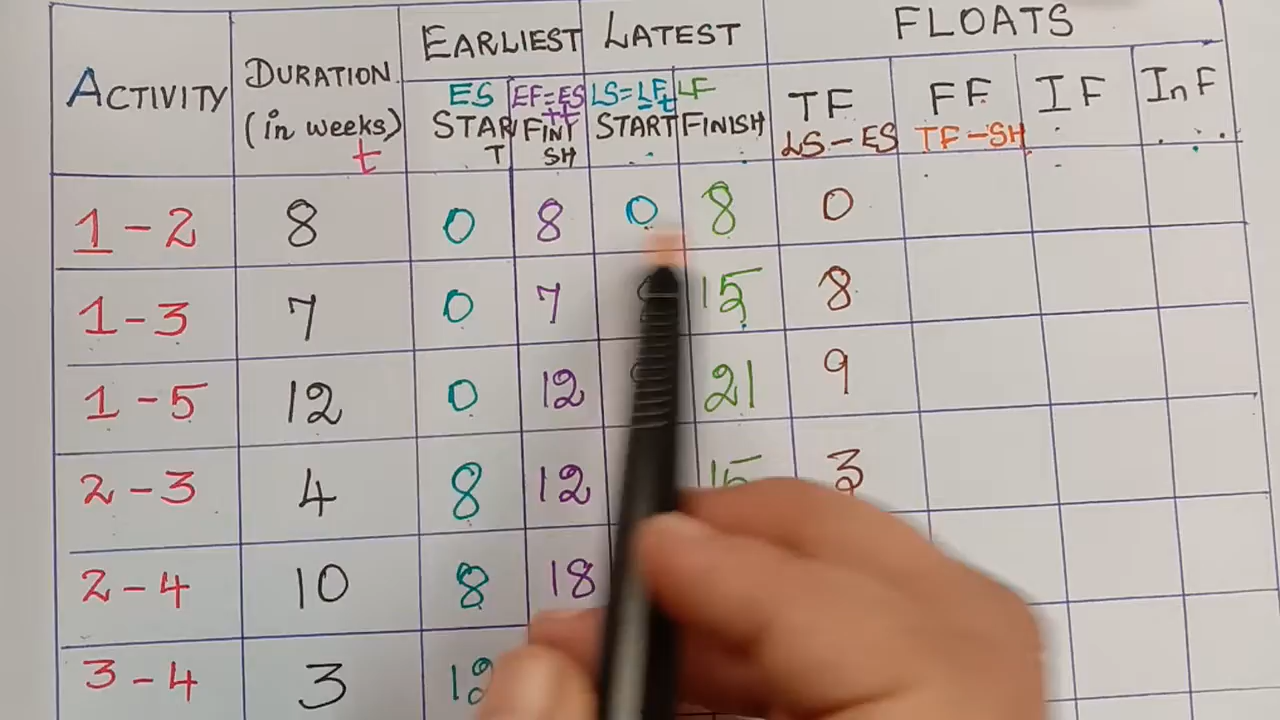 ACTIVITY DURATION (in weeks) t EARLIEST LATEST FLOATS
ES START EF=ES+t FINISH LS=LF-t START LF FINISH TF LS-ES FF TF-SH IF InF
1-2 8 0 8 0 8 0
1-3 7 0 7 15 8
1-5 12 0 12 21 9
2-3 4 8 12 15 3
2-4 10 8 18
3-4 3 12